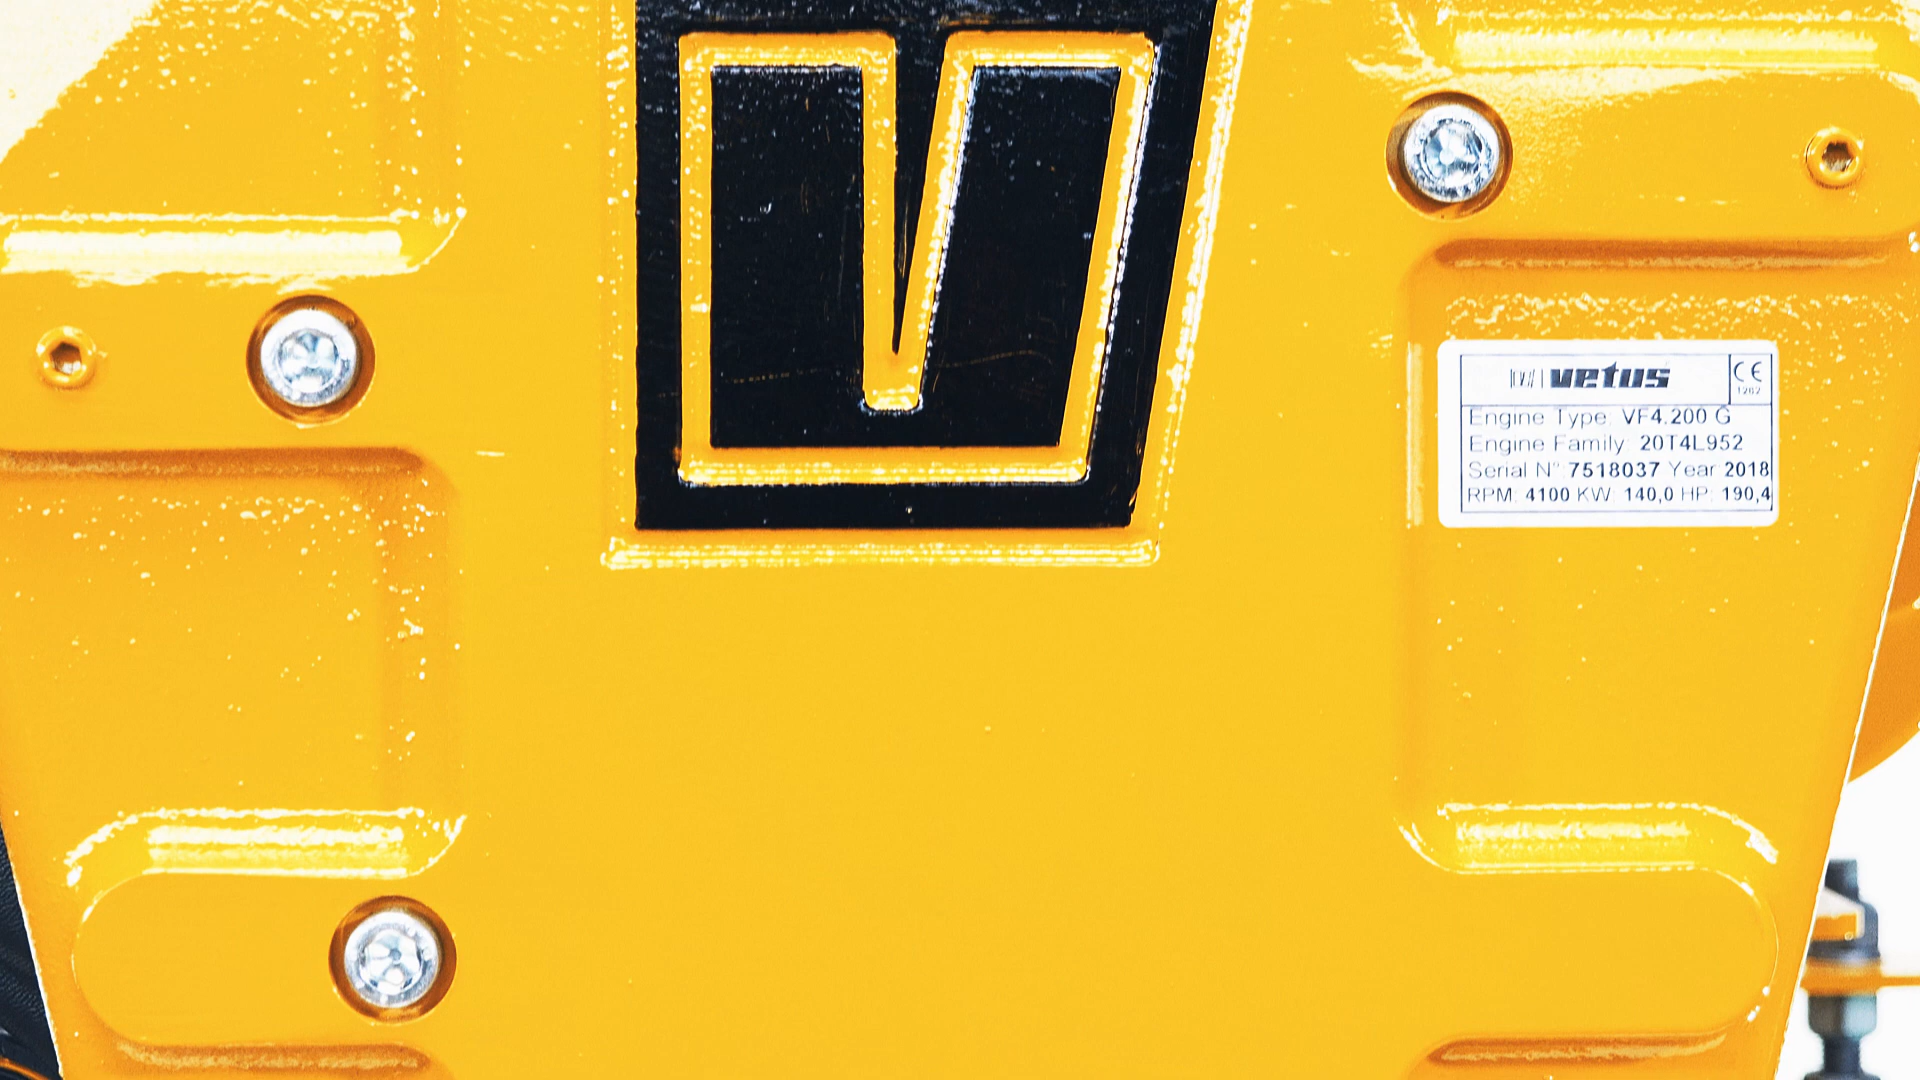 V
vetus CE
1262
Engine Type: VF4.200 G
Engine Family: 20T4L952
Serial N°:7518037 Year 2018
RPM: 4100 KW: 140,0 HP: 190,4